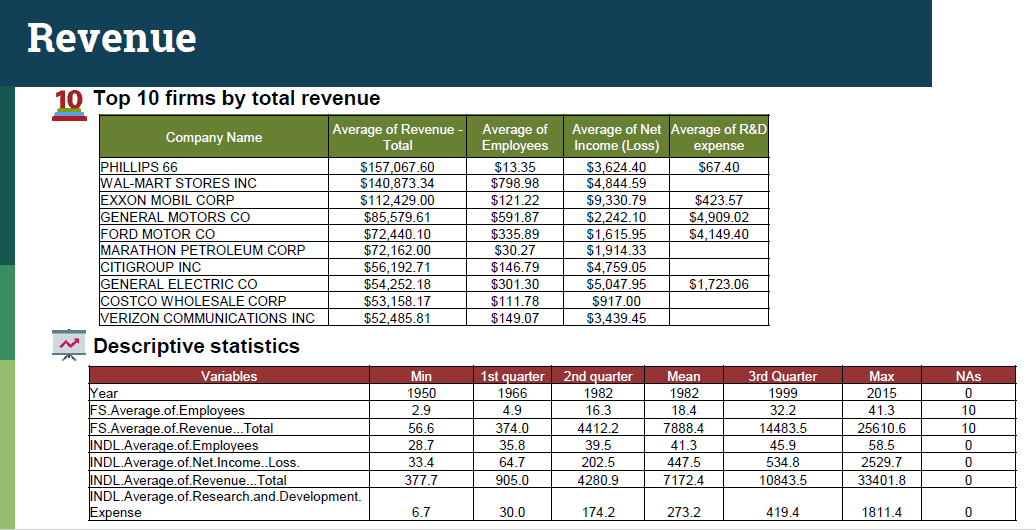 Revenue
10 Top 10 firms by total revenue
Company Name | Average of Revenue - Total | Average of Employees | Average of Net Income (Loss) | Average of R&D expense
PHILLIPS 66 | $157,067.60 | $13.35 | $3,624.40 | $67.40
WAL-MART STORES INC | $140,873.34 | $798.98 | $4,844.59
EXXON MOBIL CORP | $112,429.00 | $121.22 | $9,330.79 | $423.57
GENERAL MOTORS CO | $85,579.61 | $591.87 | $2,242.10 | $4,909.02
FORD MOTOR CO | $72,440.10 | $335.89 | $1,615.95 | $4,149.40
MARATHON PETROLEUM CORP | $72,162.00 | $30.27 | $1,914.33
CITIGROUP INC | $56,192.71 | $146.79 | $4,759.05
GENERAL ELECTRIC CO | $54,252.18 | $301.30 | $5,047.95 | $1,723.06
COSTCO WHOLESALE CORP | $53,158.17 | $111.78 | $917.00
VERIZON COMMUNICATIONS INC | $52,485.81 | $149.07 | $3,439.45
Descriptive statistics
Variables | Min | 1st quarter | 2nd quarter | Mean | 3rd Quarter | Max | NAs
Year | 1950 | 1966 | 1982 | 1982 | 1999 | 2015 | 0
FS.Average.of.Employees | 2.9 | 4.9 | 16.3 | 18.4 | 32.2 | 41.3 | 10
FS.Average.of.Revenue...Total | 56.6 | 374.0 | 4412.2 | 7888.4 | 14483.5 | 25610.6 | 10
INDL.Average.of.Employees | 28.7 | 35.8 | 39.5 | 41.3 | 45.9 | 58.5 | 0
INDL.Average.of.Net.Income..Loss. | 33.4 | 64.7 | 202.5 | 447.5 | 534.8 | 2529.7 | 0
INDL.Average.of.Revenue...Total | 377.7 | 905.0 | 4280.9 | 7172.4 | 10843.5 | 33401.8 | 0
INDL.Average.of.Research.and.Development.
Expense | 6.7 | 30.0 | 174.2 | 273.2 | 419.4 | 1811.4 | 0